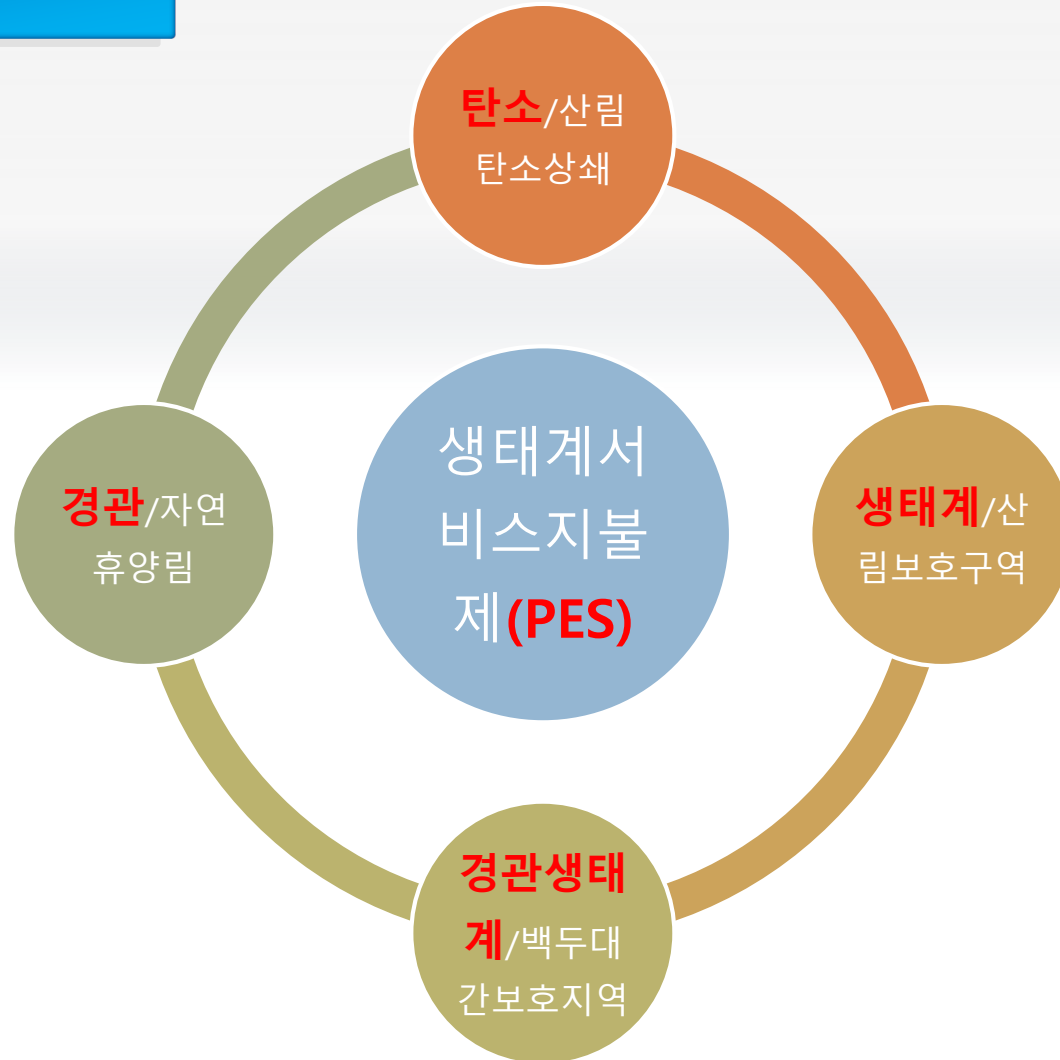 탄소/산림
탄소상쇄
경관/자연
휴양림
생태계서
비스지불
제(PES)
생태계/산
림보호구역
경관생태
계/백두대
간보호지역